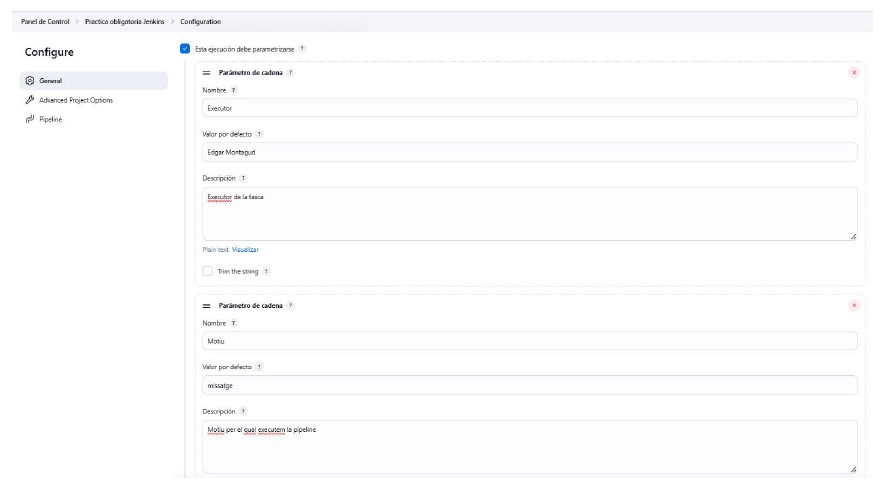 Panel de Control > Practica obligatoria Jenkins > Configuration
Configure
General
Advanced Project Options
Pipeline
Esta ejecución debe parametrizarse ?
Parámetro de cadena ?
x
Nombre ?
Executor
Valor por defecto ?
Edgar Montagud
Descripción ?
Executor de la tasca
Plain text Visualizar
Trim the string ?
Parámetro de cadena ?
x
Nombre ?
Motiu
Valor por defecto ?
missatge
Descripción ?
Motiu per el qual executem la pipeline